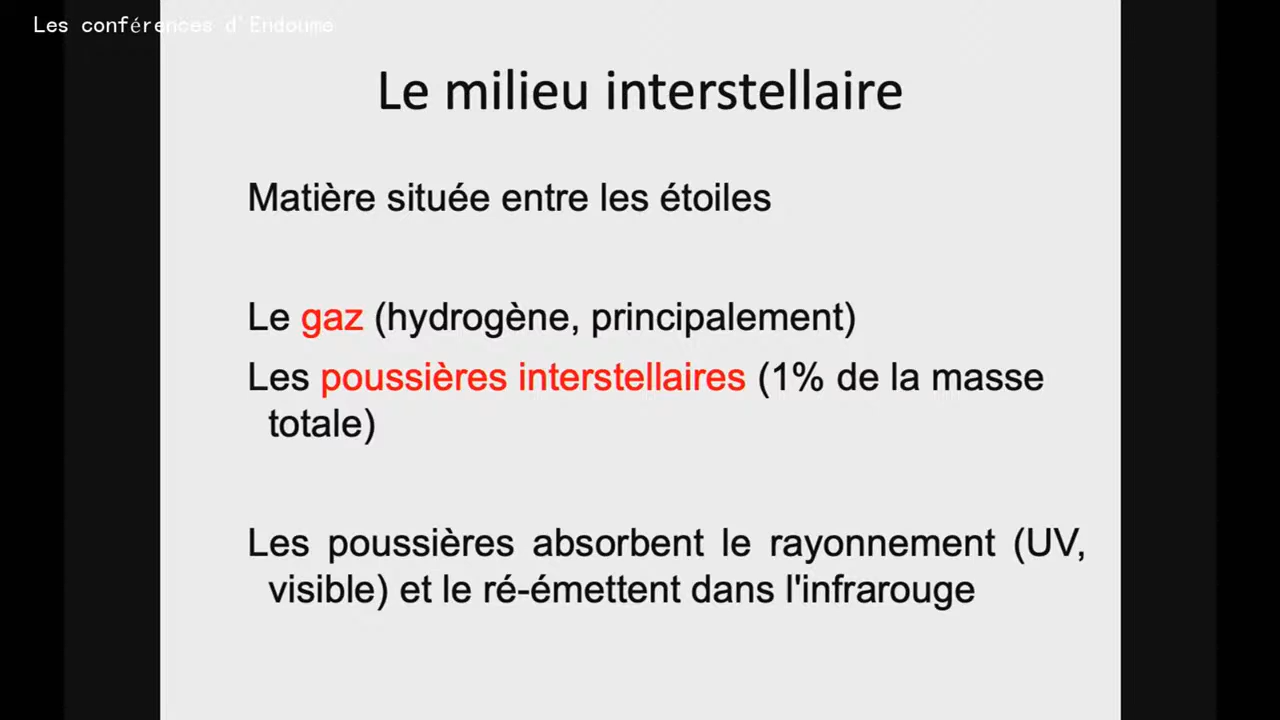 Les conférences d'Endoume
Le milieu interstellaire
Matière située entre les étoiles
Le gaz (hydrogène, principalement)
Les poussières interstellaires (1% de la masse
totale)
Les poussières absorbent le rayonnement (UV,
visible) et le ré-émettent dans l'infrarouge